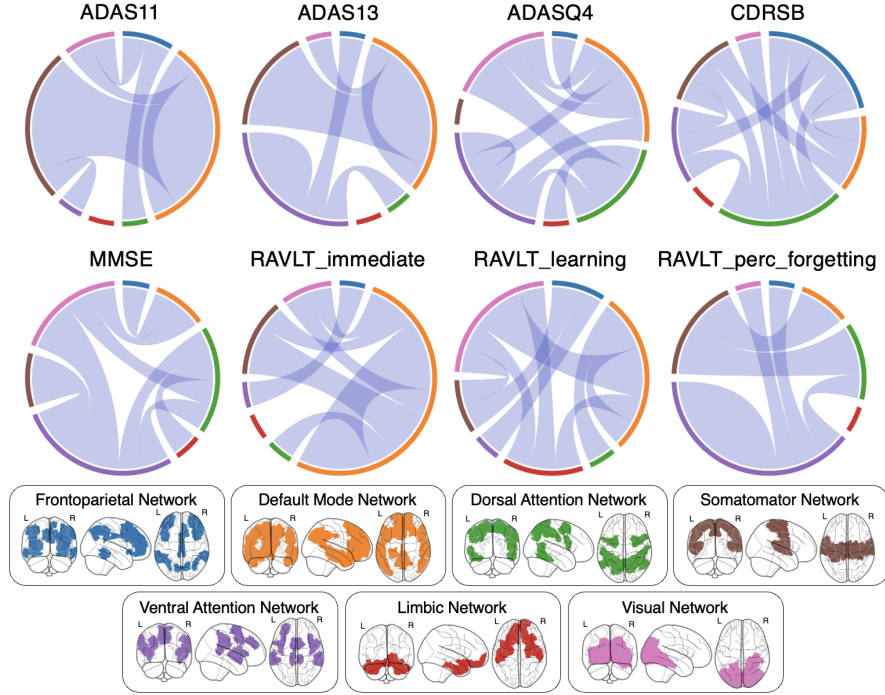 ADAS11 ADAS13 ADASQ4 CDRSB
MMSE RAVLT_immediate RAVLT_learning RAVLT_perc_forgetting
Frontoparietal Network Default Mode Network Dorsal Attention Network Somatomator Network
L R L R L R L R
Ventral Attention Network Limbic Network Visual Network
L R L R L R